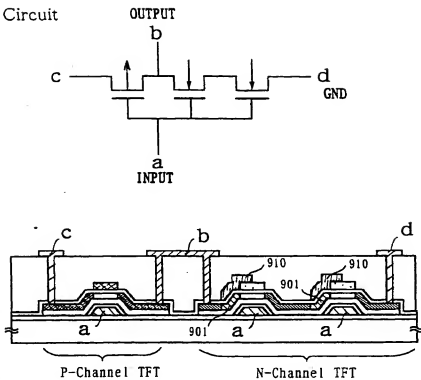 Circuit
OUTPUT
b
c
d
GND
a
INPUT
c
b
910
910
d
901
a
901
a
a
P-Channel TFT
N-Channel TFT